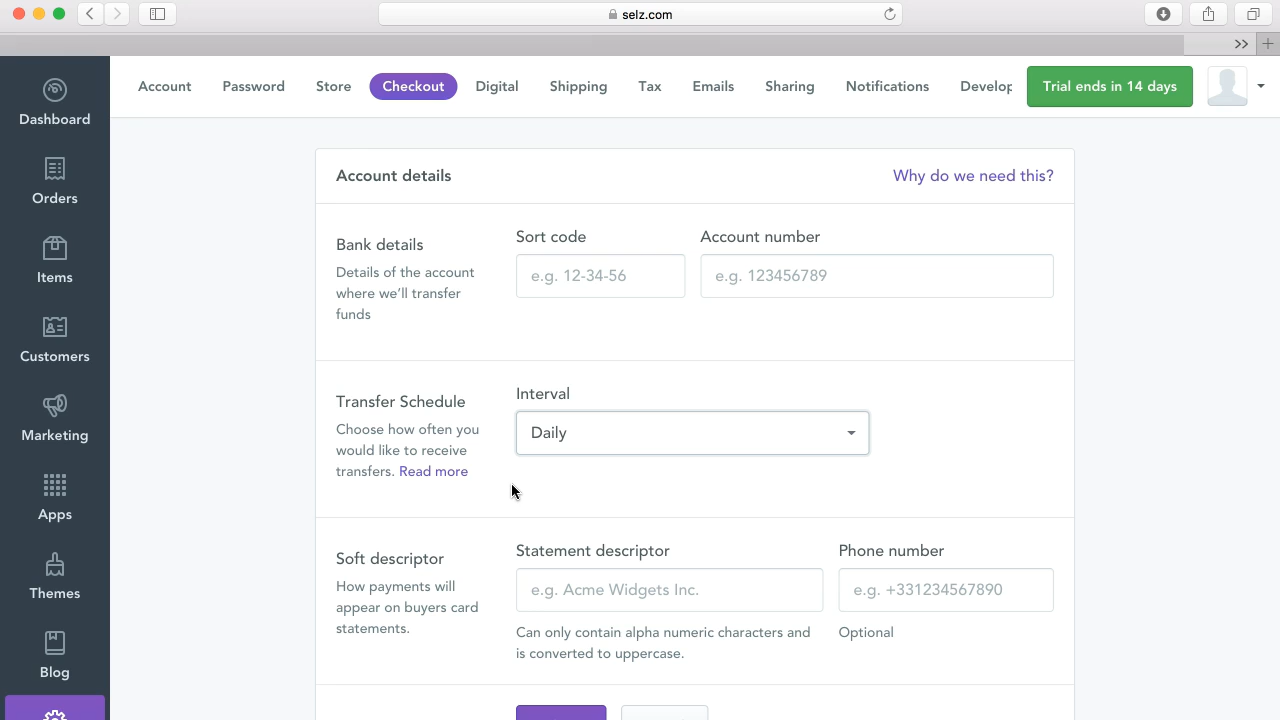 selz.com
Account Password Store Checkout Digital Shipping Tax Emails Sharing Notifications Develop
Trial ends in 14 days
Dashboard
Orders
Items
Customers
Marketing
Apps
Themes
Blog
Account details
Why do we need this?
Bank details
Details of the account
where we’ll transfer
funds
Sort code
e.g. 12-34-56
Account number
e.g. 123456789
Transfer Schedule
Choose how often you
would like to receive
transfers. Read more
Interval
Daily
Soft descriptor
How payments will
appear on buyers card
statements.
Statement descriptor
e.g. Acme Widgets Inc.
Can only contain alpha numeric characters and
is converted to uppercase.
Phone number
e.g. +331234567890
Optional